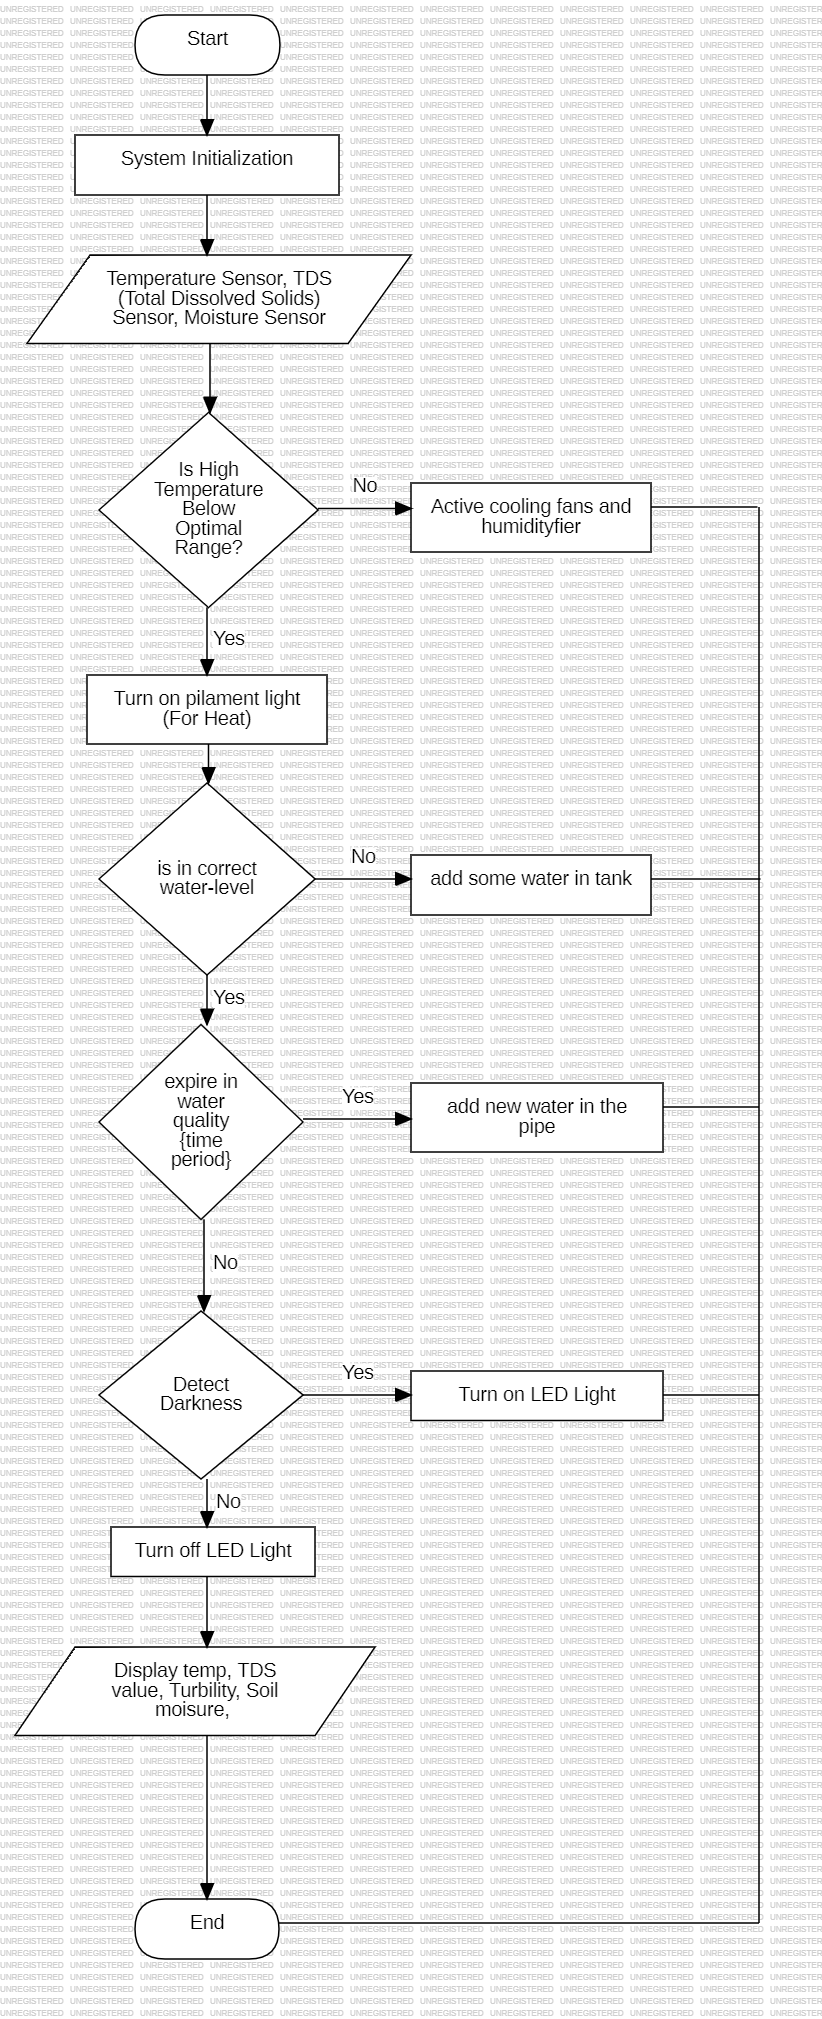 Start
System Initialization
Temperature Sensor, TDS
(Total Dissolved Solids)
Sensor, Moisture Sensor
Is High
Temperature
Below
Optimal
Range?
No
Active cooling fans and
humidityfier
Yes
Turn on pilament light
(For Heat)
is in correct
water-level
No
add some water in tank
Yes
expire in
water
quality
{time
period}
Yes
add new water in the
pipe
No
Detect
Darkness
Yes
Turn on LED Light
No
Turn off LED Light
Display temp, TDS
value, Turbility, Soil
moisure,
End
UNREGISTERED